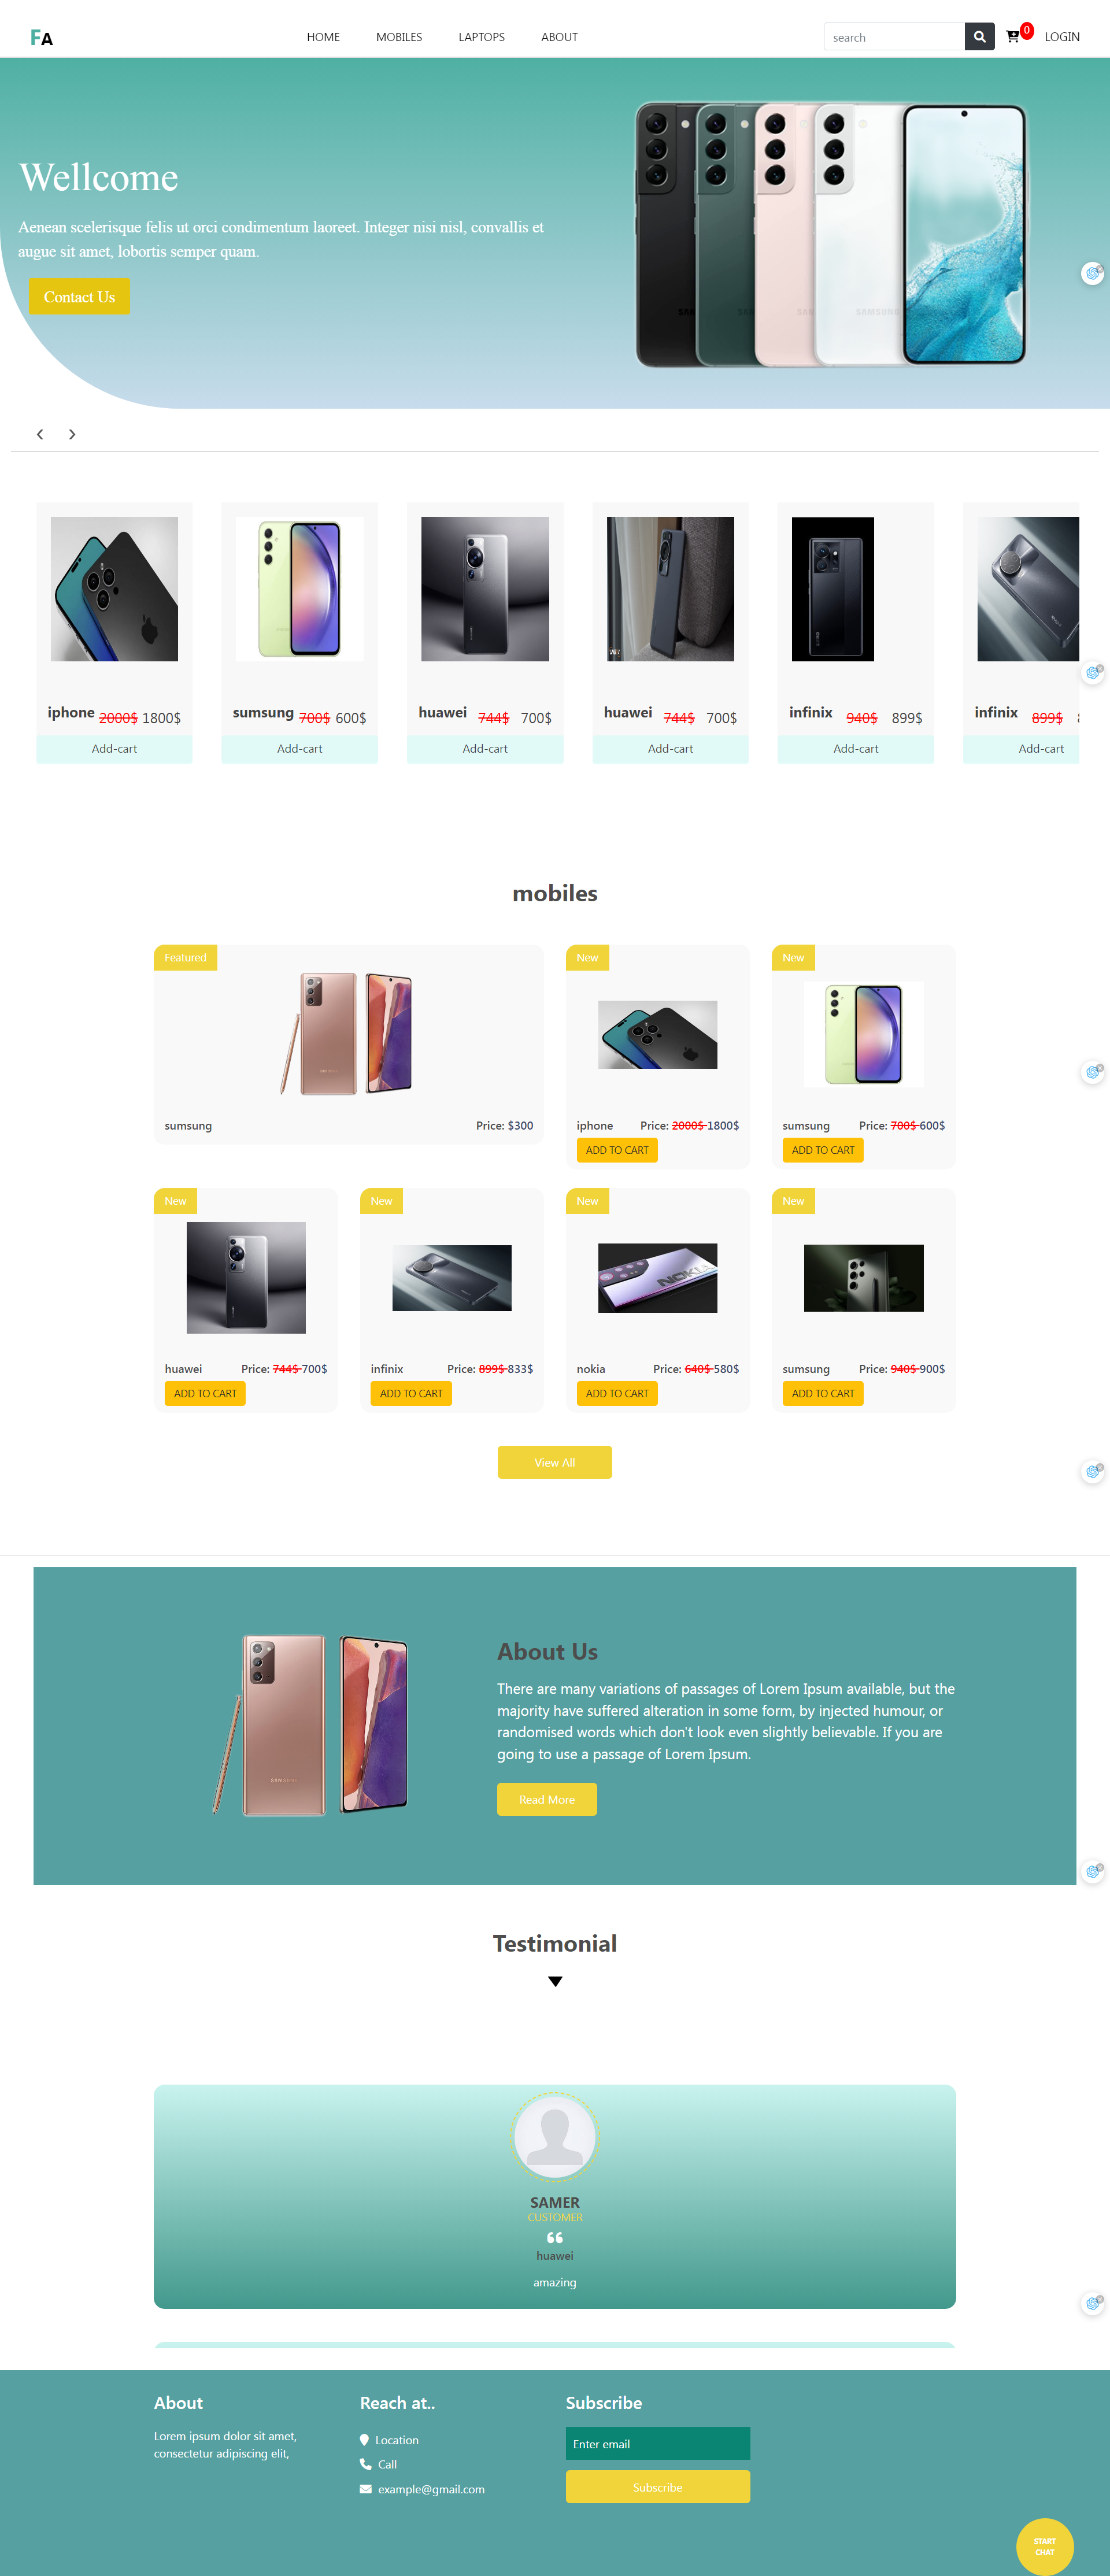 FA
HOME MOBILES LAPTOPS ABOUT
search
0
LOGIN
Wellcome
Aenean scelerisque felis ut orci condimentum laoreet. Integer nisi nisl, convallis et
augue sit amet, lobortis semper quam.
Contact Us
SAMSUNG
iphone 2000$ 1800$
Add-cart
sumsung 700$ 600$
Add-cart
huawei 744$ 700$
Add-cart
huawei 744$ 700$
Add-cart
infinix 940$ 899$
Add-cart
infinix 899$
Add-cart
mobiles
Featured
SAMSUNG
sumsung Price: $300
New
iphone Price: 2000$ 1800$
ADD TO CART
New
sumsung Price: 700$ 600$
ADD TO CART
New
huawei Price: 744$ 700$
ADD TO CART
New
infinix Price: 899$ 833$
ADD TO CART
New
NOKIA
nokia Price: 640$ 580$
ADD TO CART
New
sumsung Price: 940$ 900$
ADD TO CART
View All
SAMSUNG
About Us
There are many variations of passages of Lorem Ipsum available, but the
majority have suffered alteration in some form, by injected humour, or
randomised words which don't look even slightly believable. If you are
going to use a passage of Lorem Ipsum.
Read More
Testimonial
SAMER
CUSTOMER
huawei
amazing
About
Lorem ipsum dolor sit amet,
consectetur adipiscing elit,
Reach at..
Location
Call
example@gmail.com
Subscribe
Enter email
Subscribe
START
CHAT